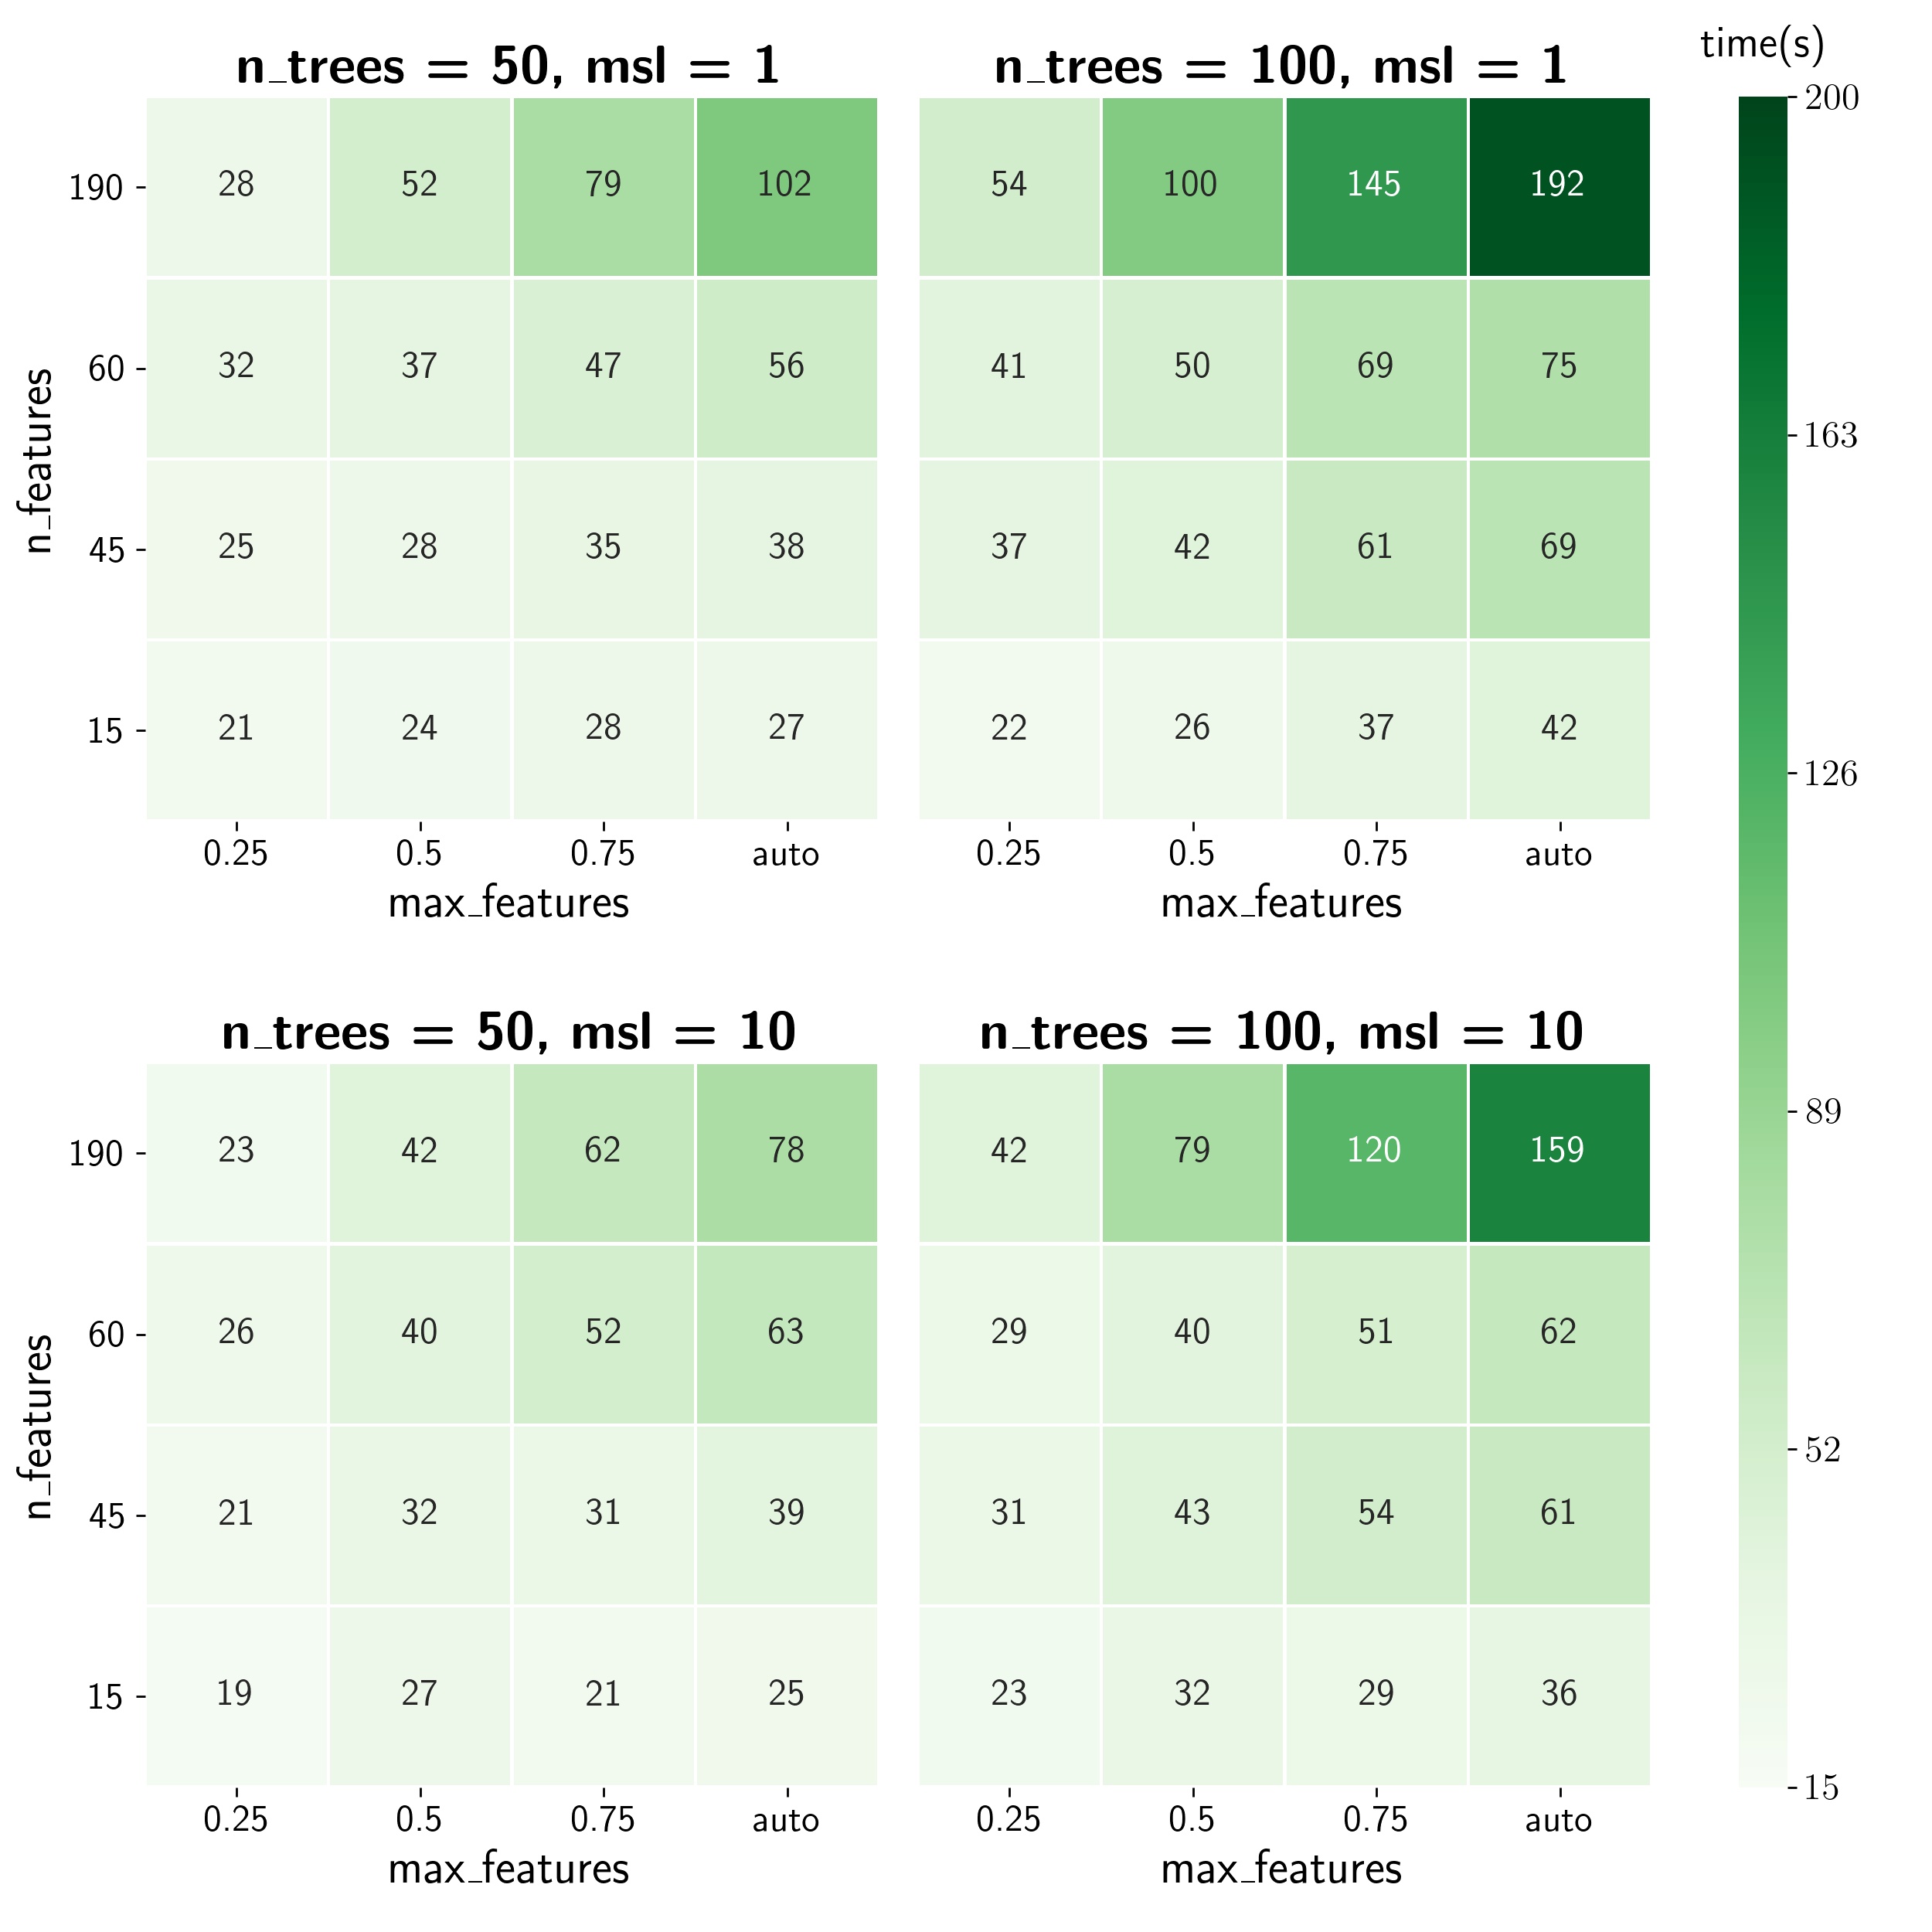 time(s)
n_trees = 50, msl = 1
n_trees = 100, msl = 1
200
163
126
89
52
15
n_features
190 28 52 79 102 54 100 145 192
60 32 37 47 56 41 50 69 75
45 25 28 35 38 37 42 61 69
15 21 24 28 27 22 26 37 42
0.25 0.5 0.75 auto 0.25 0.5 0.75 auto
max_features max_features
n_trees = 50, msl = 10
n_trees = 100, msl = 10
n_features
190 23 42 62 78 42 79 120 159
60 26 40 52 63 29 40 51 62
45 21 32 31 39 31 43 54 61
15 19 27 21 25 23 32 29 36
0.25 0.5 0.75 auto 0.25 0.5 0.75 auto
max_features max_features